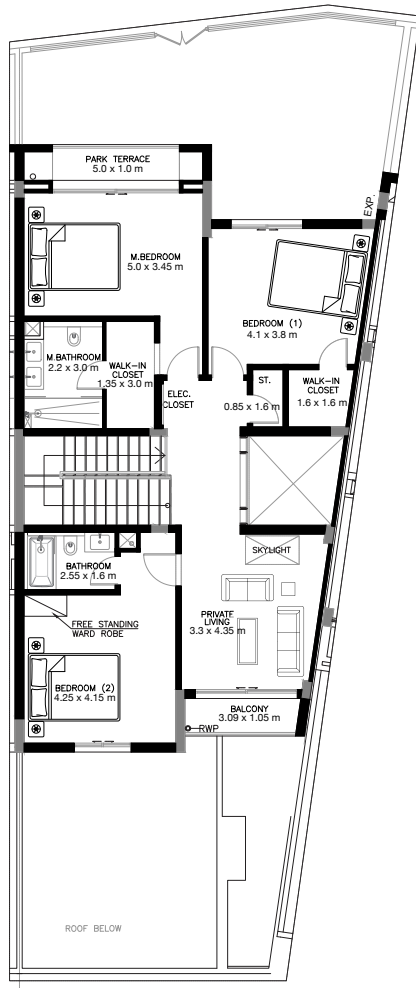 PARK TERRACE
5.0 x 1.0 m
EXP.
M.BEDROOM
5.0 x 3.45 m
BEDROOM (1)
4.1 x 3.8 m
M.BATHROOM
2.2 x 3.0 m
WALK-IN
CLOSET
1.35 x 3.0 m
ELEC.
CLOSET
ST.
0.85 x 1.6 m
WALK-IN
CLOSET
1.6 x 1.6 m
SKYLIGHT
BATHROOM
2.55 x 1.6 m
FREE STANDING
WARD ROBE
PRIVATE
LIVING
3.3 x 4.35 m
BEDROOM (2)
4.25 x 4.15 m
BALCONY
3.09 x 1.05 m
RWP
ROOF BELOW